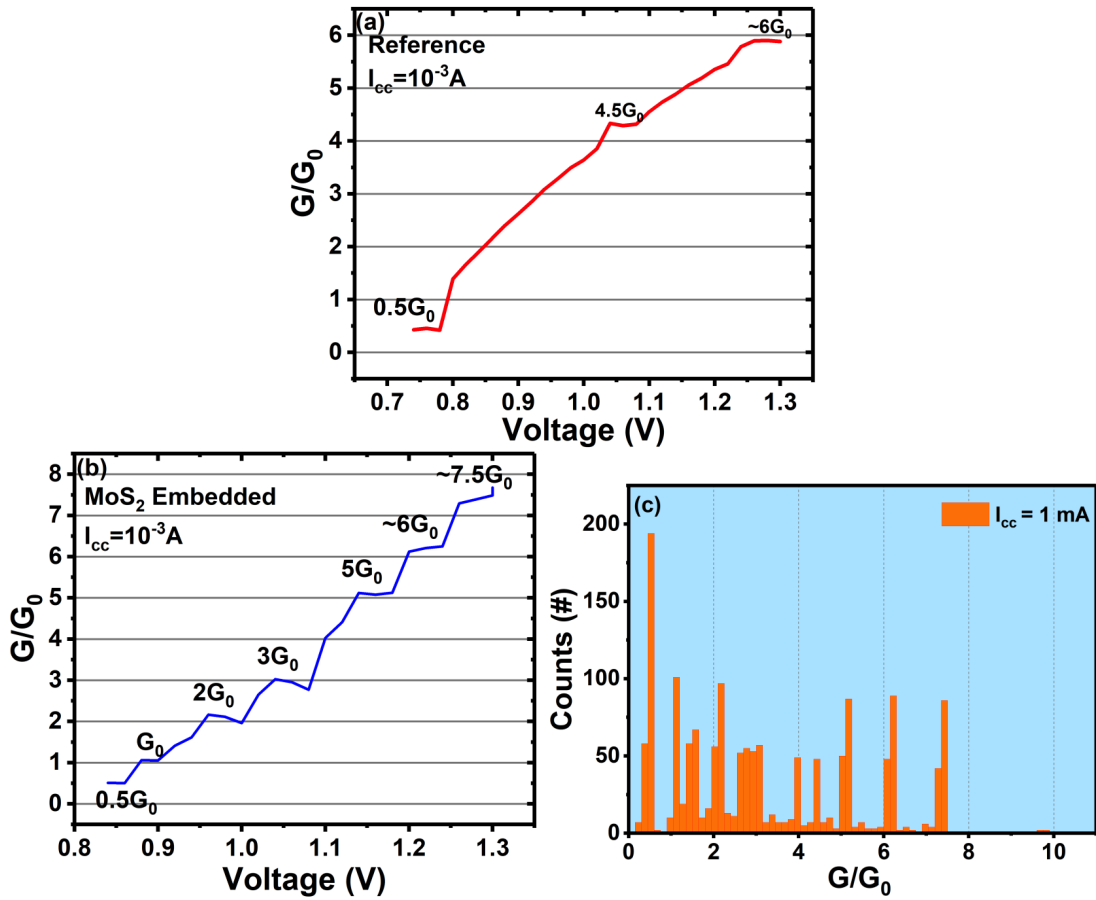 (a)
Reference
I_cc=10^-3A
~6G_0
4.5G_0
0.5G_0
G/G_0
6
5
4
3
2
1
0
0.7 0.8 0.9 1.0 1.1 1.2 1.3
Voltage (V)
(b)
MoS_2 Embedded
I_cc=10^-3A
~7.5G_0
~6G_0
5G_0
3G_0
2G_0
G_0
0.5G_0
G/G_0
8
7
6
5
4
3
2
1
0
0.8 0.9 1.0 1.1 1.2 1.3
Voltage (V)
(c)
I_cc = 1 mA
Counts (#)
200
150
100
50
0
0 2 4 6 8 10
G/G_0